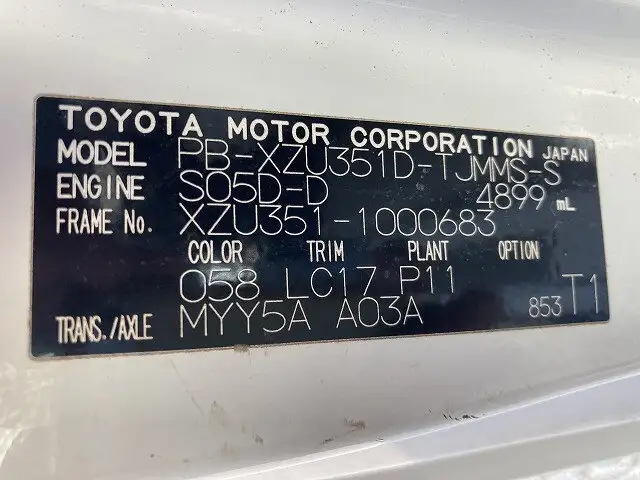 TOYOTA MOTOR CORPORATION JAPAN
MODEL PB-XZU351D-TJMMS-S
ENGINE S05D-D 4899 mL
FRAME No. XZU351-1000683
COLOR TRIM PLANT OPTION
058 LC17 P11
TRANS./AXLE MYY5A A03A 853 T1